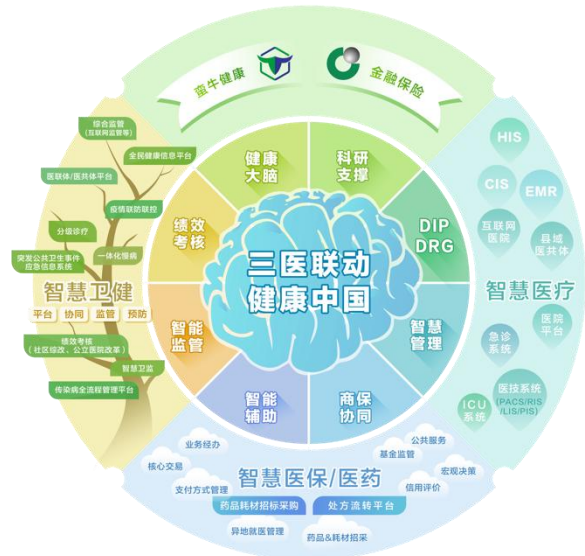 蛮牛健康
金融保险
综合监管
(互联网监管等)
全民健康信息平台
医联体/医共体平台
疫情联防联控
分级诊疗
突发公共卫生事件
应急信息系统
一体化慢病
智慧卫健
平台 协同 监管 预防
绩效考核
(社区综改、公立医院改革)
智慧卫监
传染病全流程管理平台
健康
大脑
科研
支撑
绩效
考核
DIP
DRG
三医联动
健康中国
智能
监管
智慧
管理
智能
辅助
商保
协同
HIS
CIS
EMR
互联网
医院
县域
医共体
智慧医疗
医院
平台
急诊
系统
医技系统
(PACS/RIS
/LIS/PIS)
ICU
系统
业务经办
公共服务
基金监管
核心交易
宏观决策
智慧医保/医药
支付方式管理
信用评价
药品耗材招标采购
处方流转平台
异地就医管理
药品&耗材招采